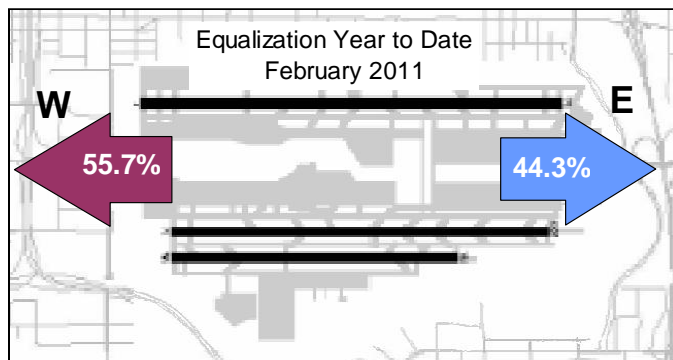 Equalization Year to Date
February 2011
W
E
55.7%
44.3%